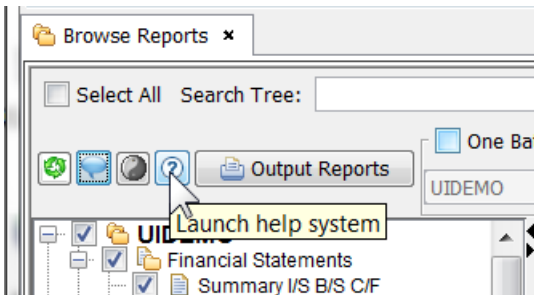 Browse Reports ×
Select All Search Tree:
One Ba
? Output Reports
UIDEMO
Launch help system
Financial Statements
Summary I/S B/S C/F